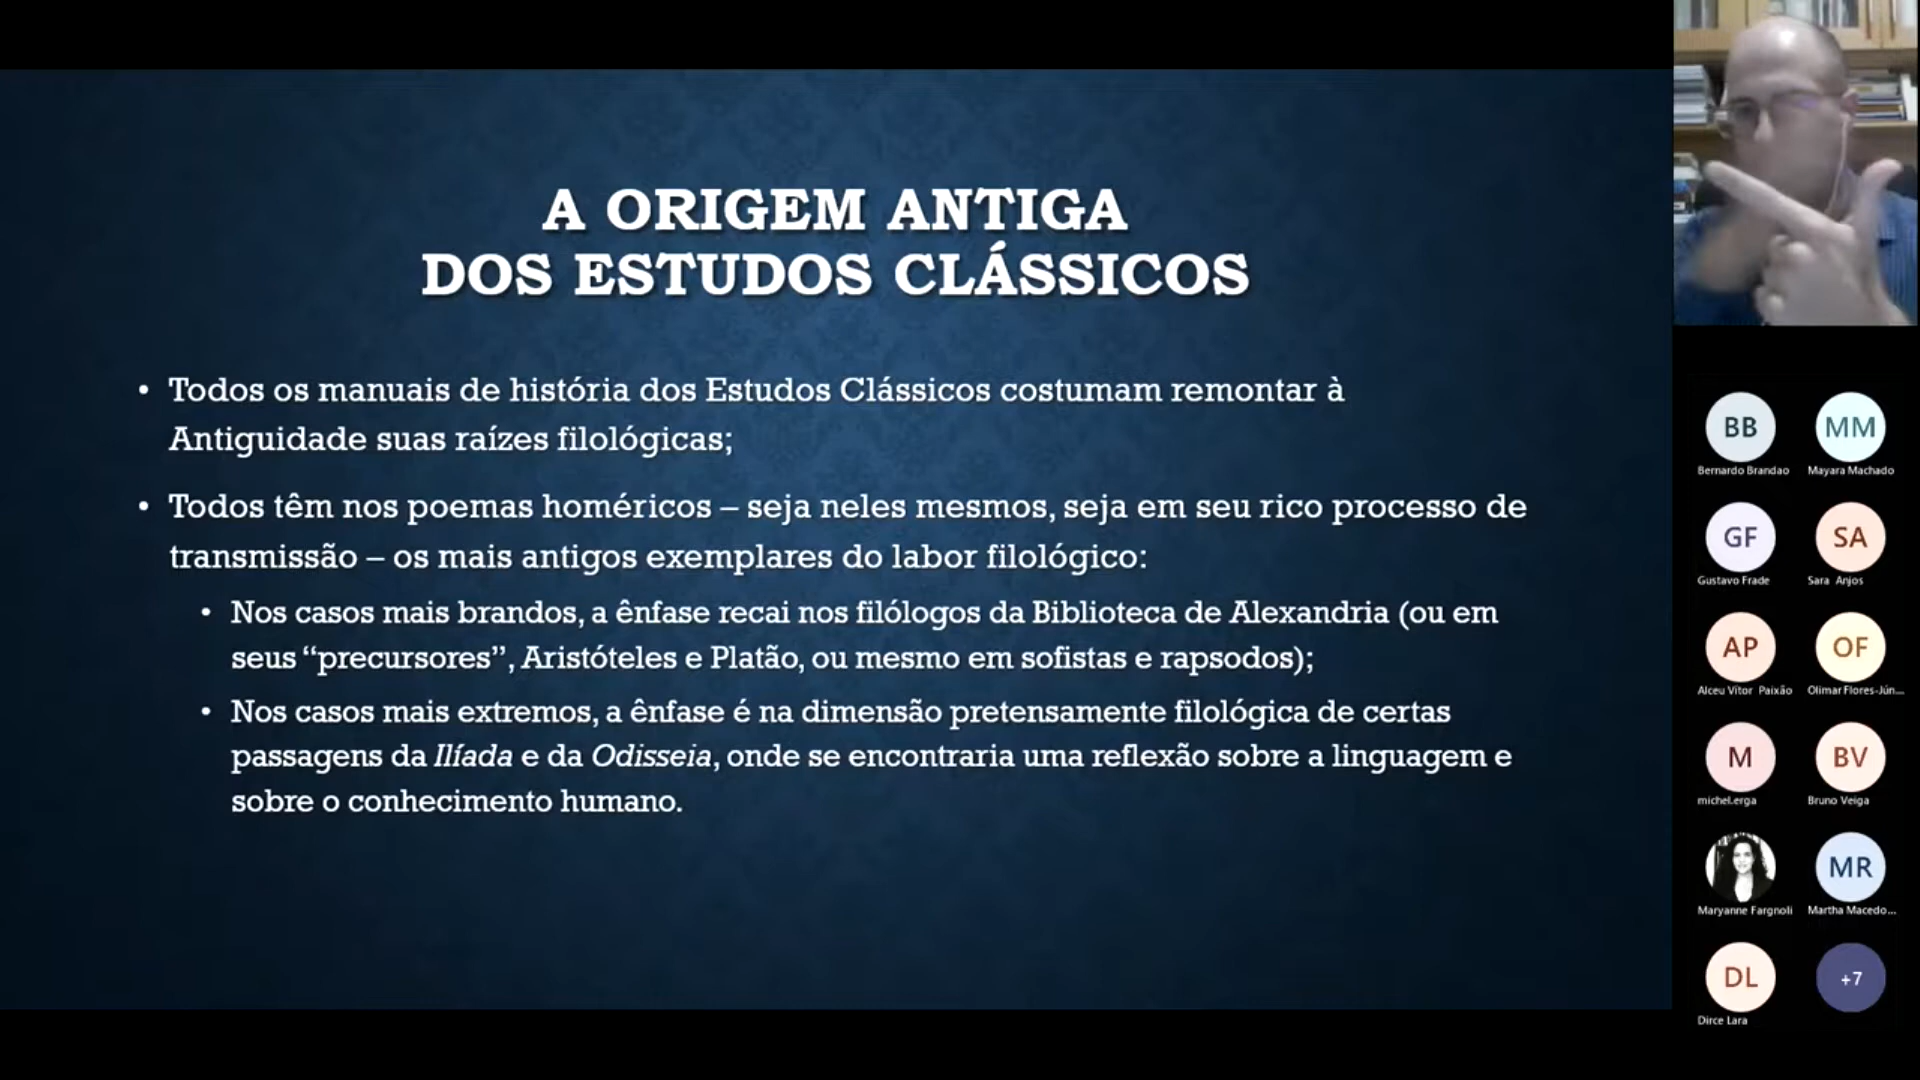 A ORIGEM ANTIGA
DOS ESTUDOS CLÁSSICOS
• Todos os manuais de história dos Estudos Clássicos costumam remontar à
Antiguidade suas raízes filológicas;
• Todos têm nos poemas homéricos – seja neles mesmos, seja em seu rico processo de
transmissão – os mais antigos exemplares do labor filológico:
• Nos casos mais brandos, a ênfase recai nos filólogos da Biblioteca de Alexandria (ou em
seus “precursores”, Aristóteles e Platão, ou mesmo em sofistas e rapsodos);
• Nos casos mais extremos, a ênfase é na dimensão pretensamente filológica de certas
passagens da Ilíada e da Odisseia, onde se encontraria uma reflexão sobre a linguagem e
sobre o conhecimento humano.
BB MM
Bernardo Brandao Mayara Machado
GF SA
Gustavo Frade Sara Anjos
AP OF
Alceu Vítor Paixão Olimar Flores-Jún...
M BV
michel.erga Bruno Veiga
MR
Maryanne Fargnoli Martha Macedo...
DL +7
Dirce Lara